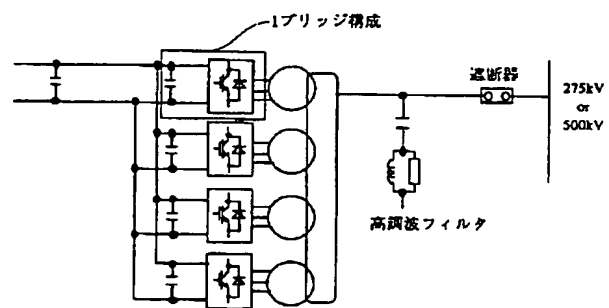 1ブリッジ構成
遮断器
275kV
or
500kV
高調波フィルタ